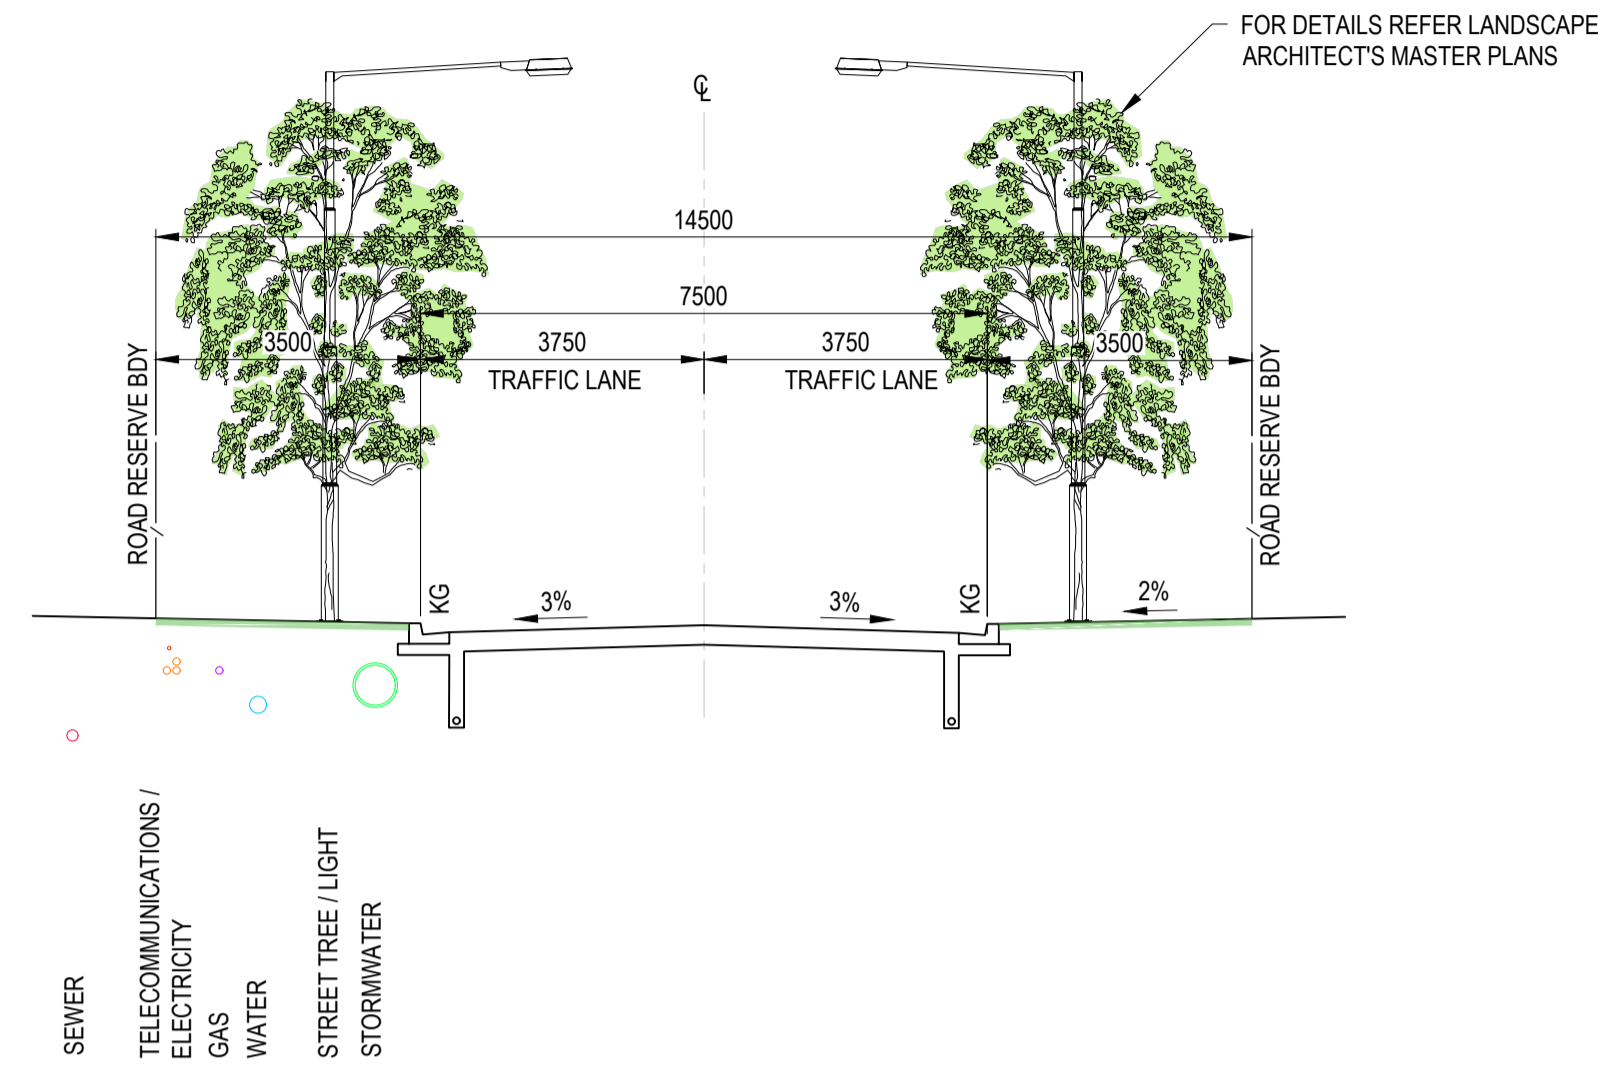 FOR DETAILS REFER LANDSCAPE
ARCHITECT'S MASTER PLANS
℄
14500
7500
3500
3750
3750
3500
TRAFFIC LANE
TRAFFIC LANE
ROAD RESERVE BDY
ROAD RESERVE BDY
KG
KG
3%
3%
2%
SEWER
TELECOMMUNICATIONS /
ELECTRICITY
GAS
WATER
STREET TREE / LIGHT
STORMWATER